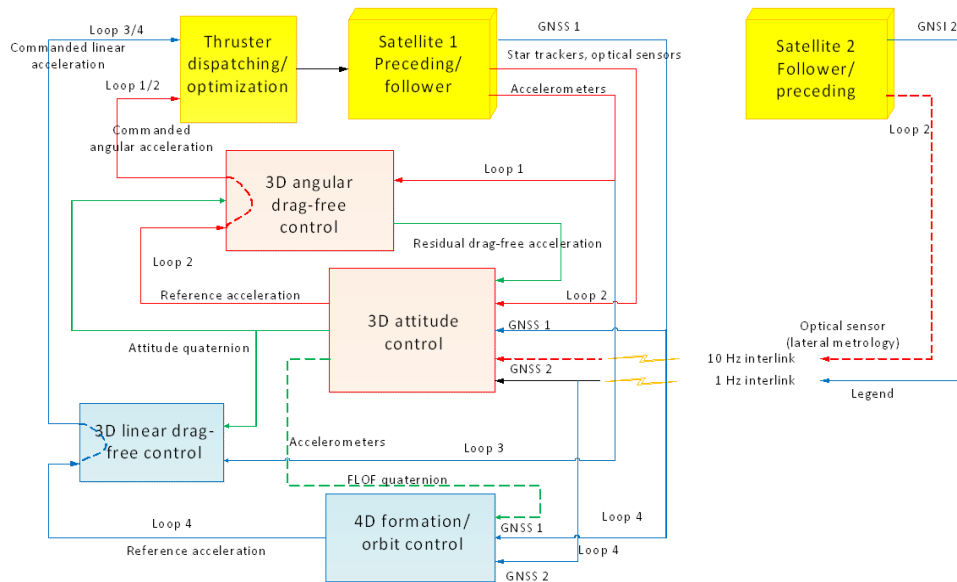 Loop 3/4
Commanded linear
acceleration
Loop 1/2
Commanded
angular acceleration
Thruster
dispatching/
optimization
Satellite 1
Preceding/
follower
GNSS 1
Star trackers, optical sensors
Accelerometers
Satellite 2
Follower/
preceding
GNSI 2
Loop 2
3D angular
drag-free
control
Loop 1
Residual drag-free acceleration
Loop 2
Reference acceleration
3D attitude
control
Loop 2
GNSS 1
GNSS 2
Optical sensor
(lateral metrology)
10 Hz interlink
1 Hz interlink
Legend
Attitude quaternion
3D linear drag-
free control
Accelerometers
Loop 3
FLOF quaternion
Loop 4
Reference acceleration
4D formation/
orbit control
GNSS 1
Loop 4
Loop 4
GNSS 2